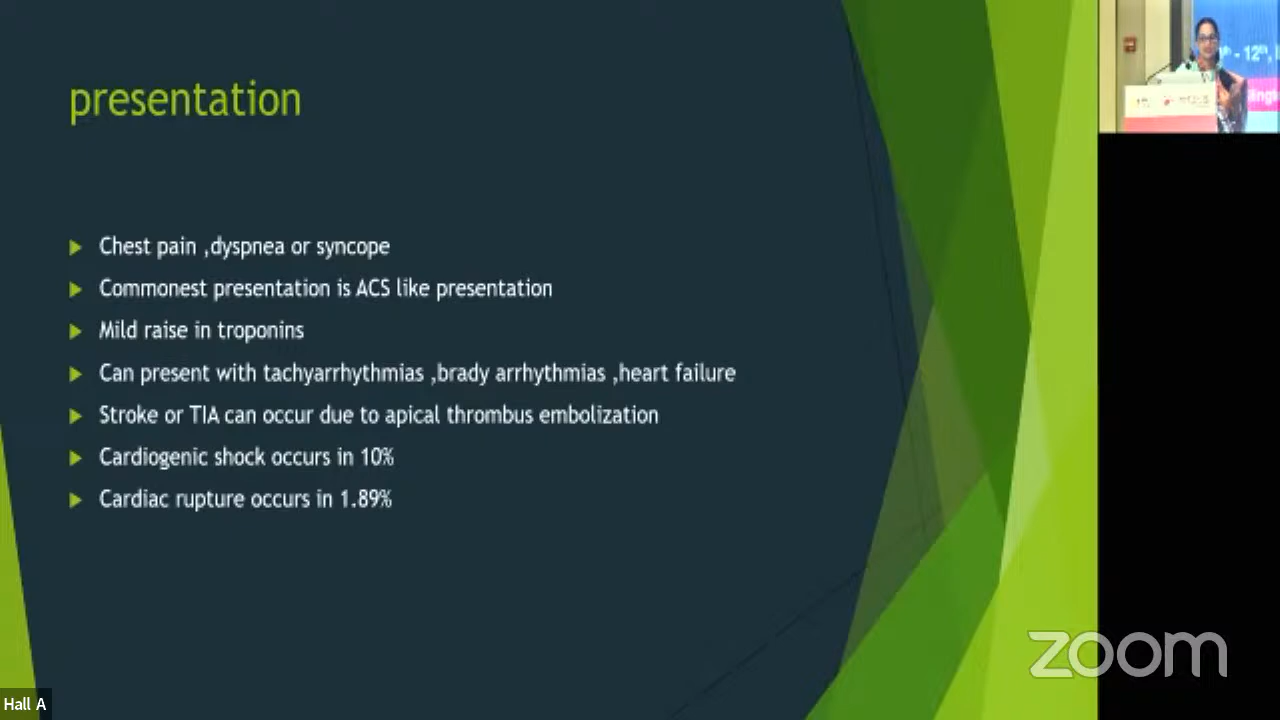 presentation
Chest pain ,dyspnea or syncope
Commonest presentation is ACS like presentation
Mild raise in troponins
Can present with tachyarrhythmias ,brady arrhythmias ,heart failure
Stroke or TIA can occur due to apical thrombus embolization
Cardiogenic shock occurs in 10%
Cardiac rupture occurs in 1.89%
- 12th,
zoom
Hall A